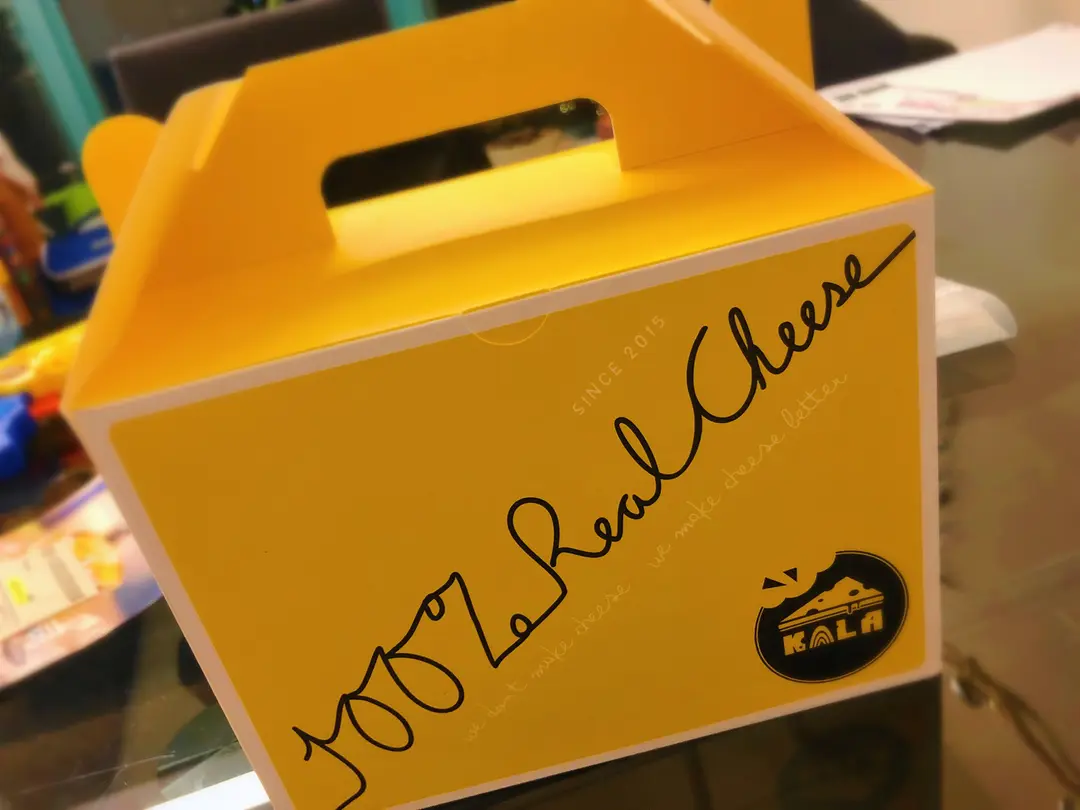 SINCE 2015
100% Real Cheese
we don't make cheese we make cheese better
KALA